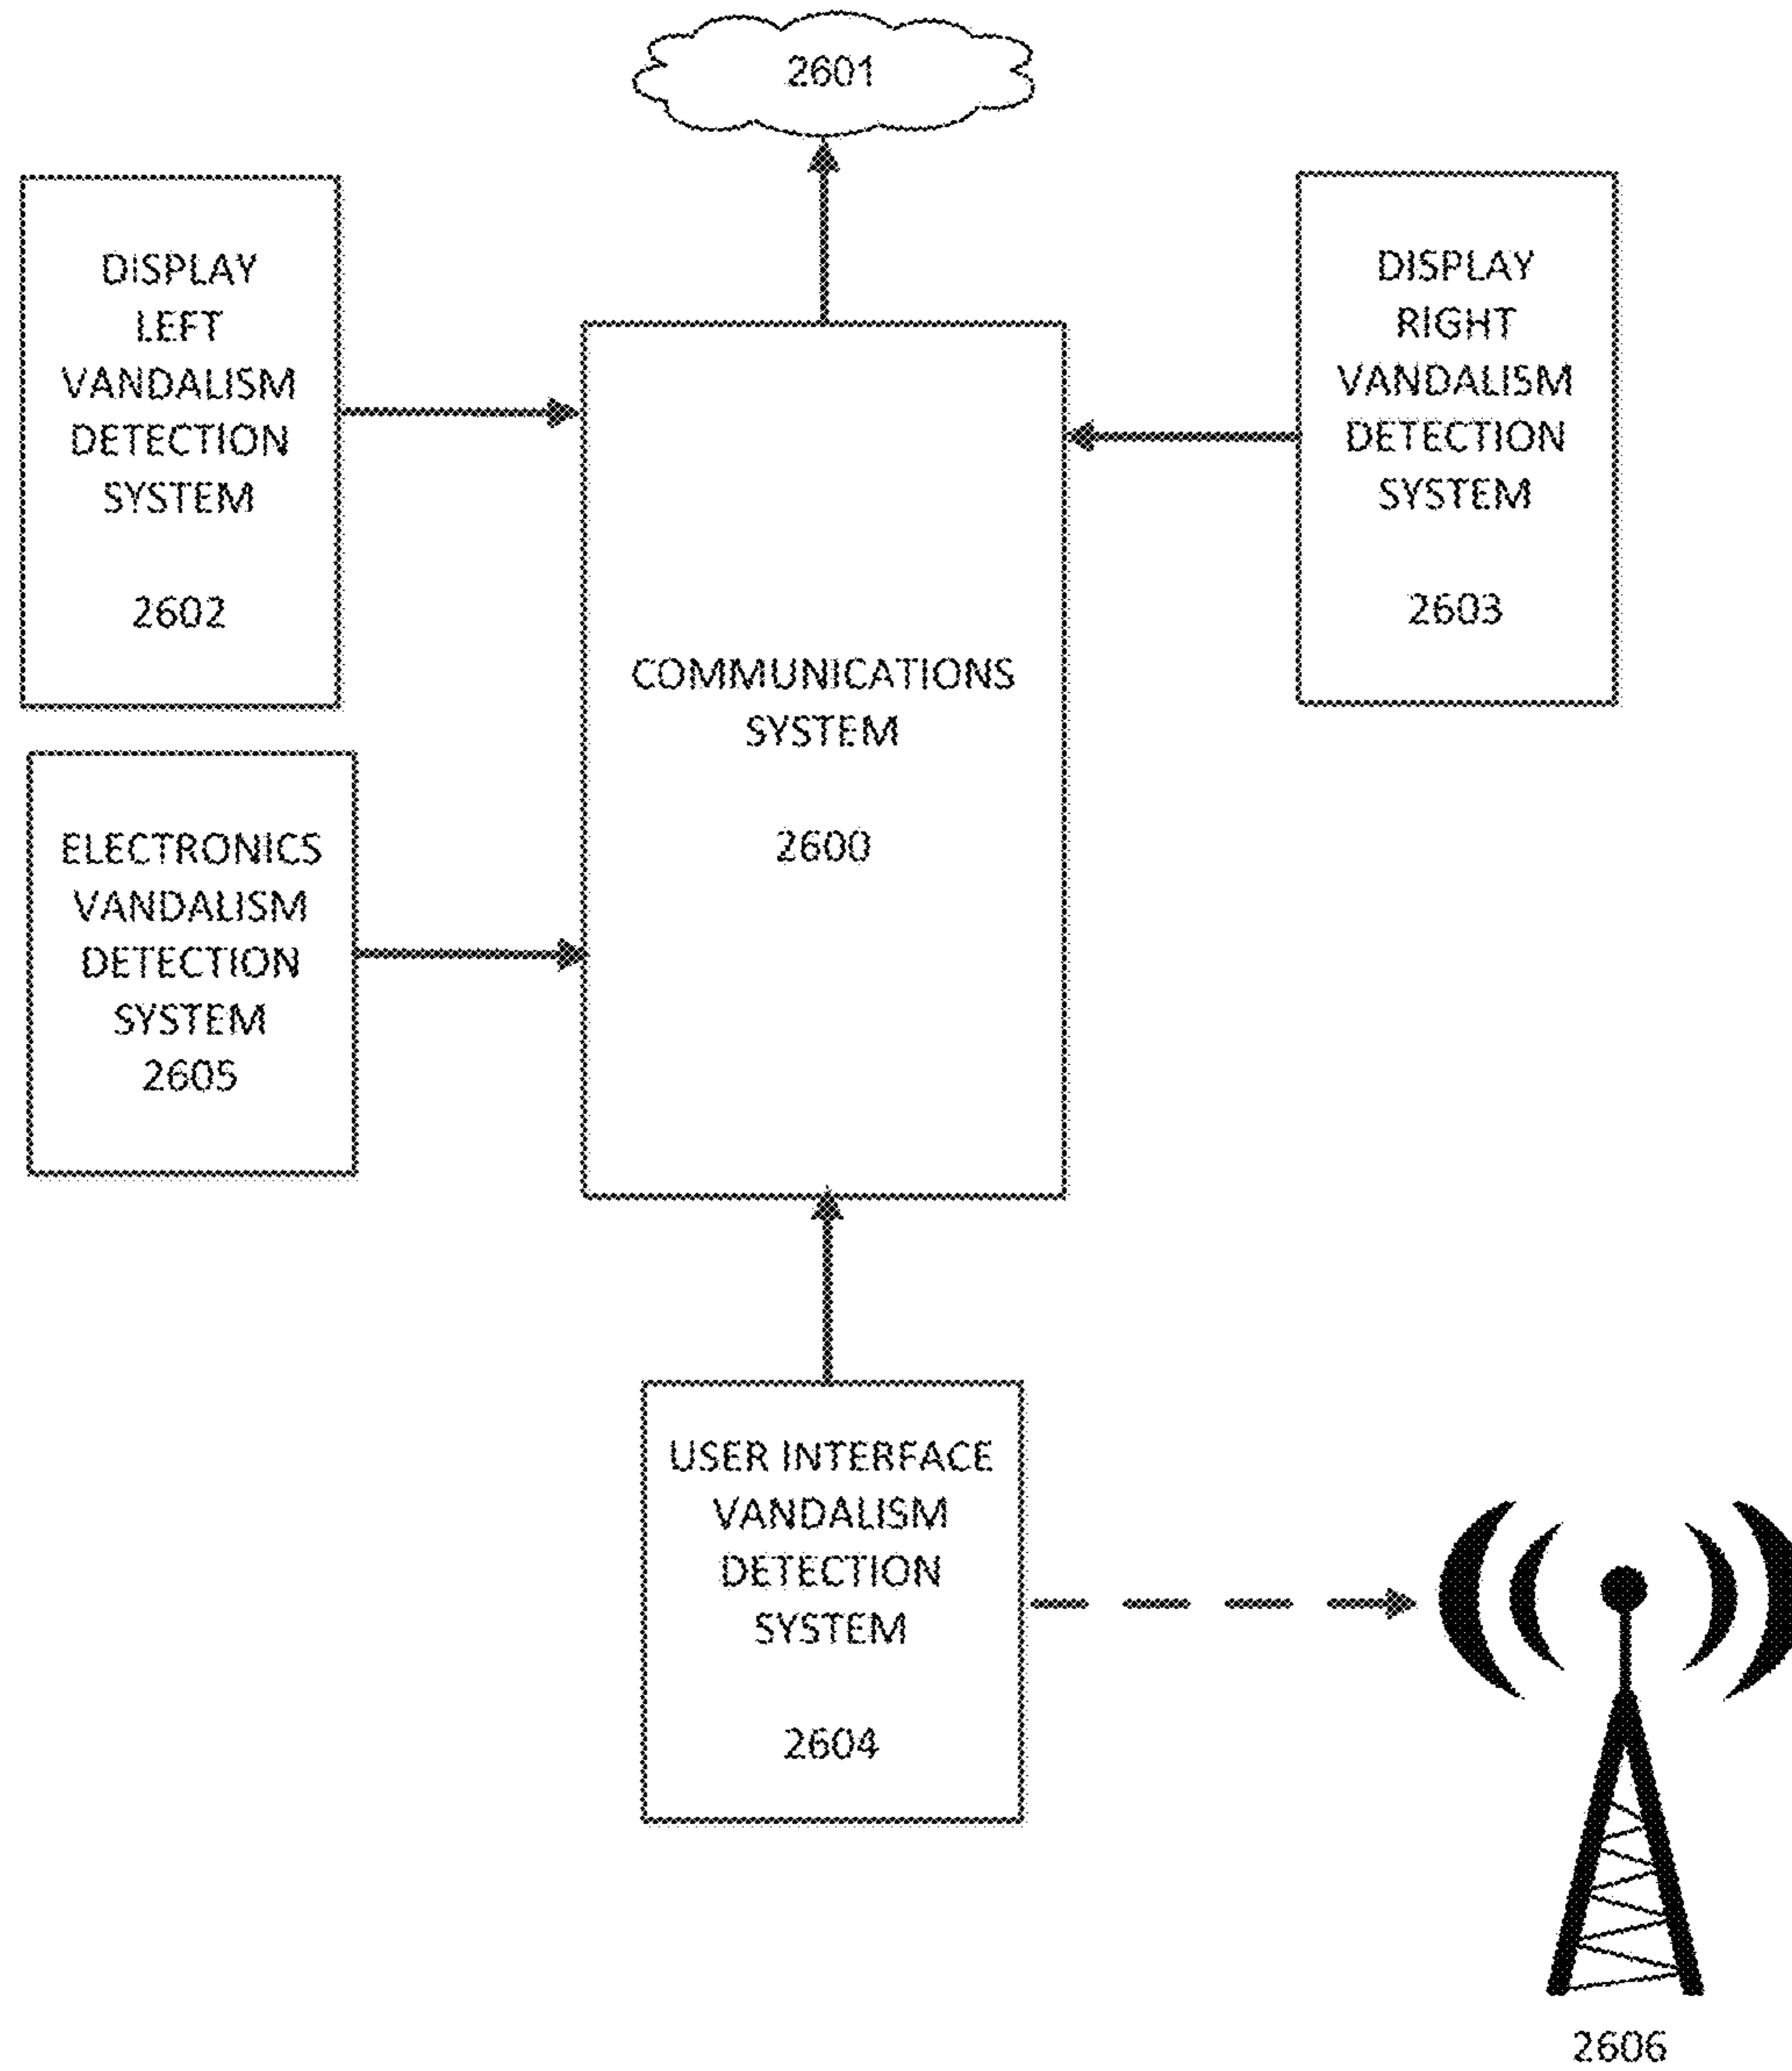 2601
DISPLAY
LEFT
VANDALISM
DETECTION
SYSTEM
2602
DISPLAY
RIGHT
VANDALISM
DETECTION
SYSTEM
2603
COMMUNICATIONS
SYSTEM
2600
ELECTRONICS
VANDALISM
DETECTION
SYSTEM
2605
USER INTERFACE
VANDALISM
DETECTION
SYSTEM
2604
2606